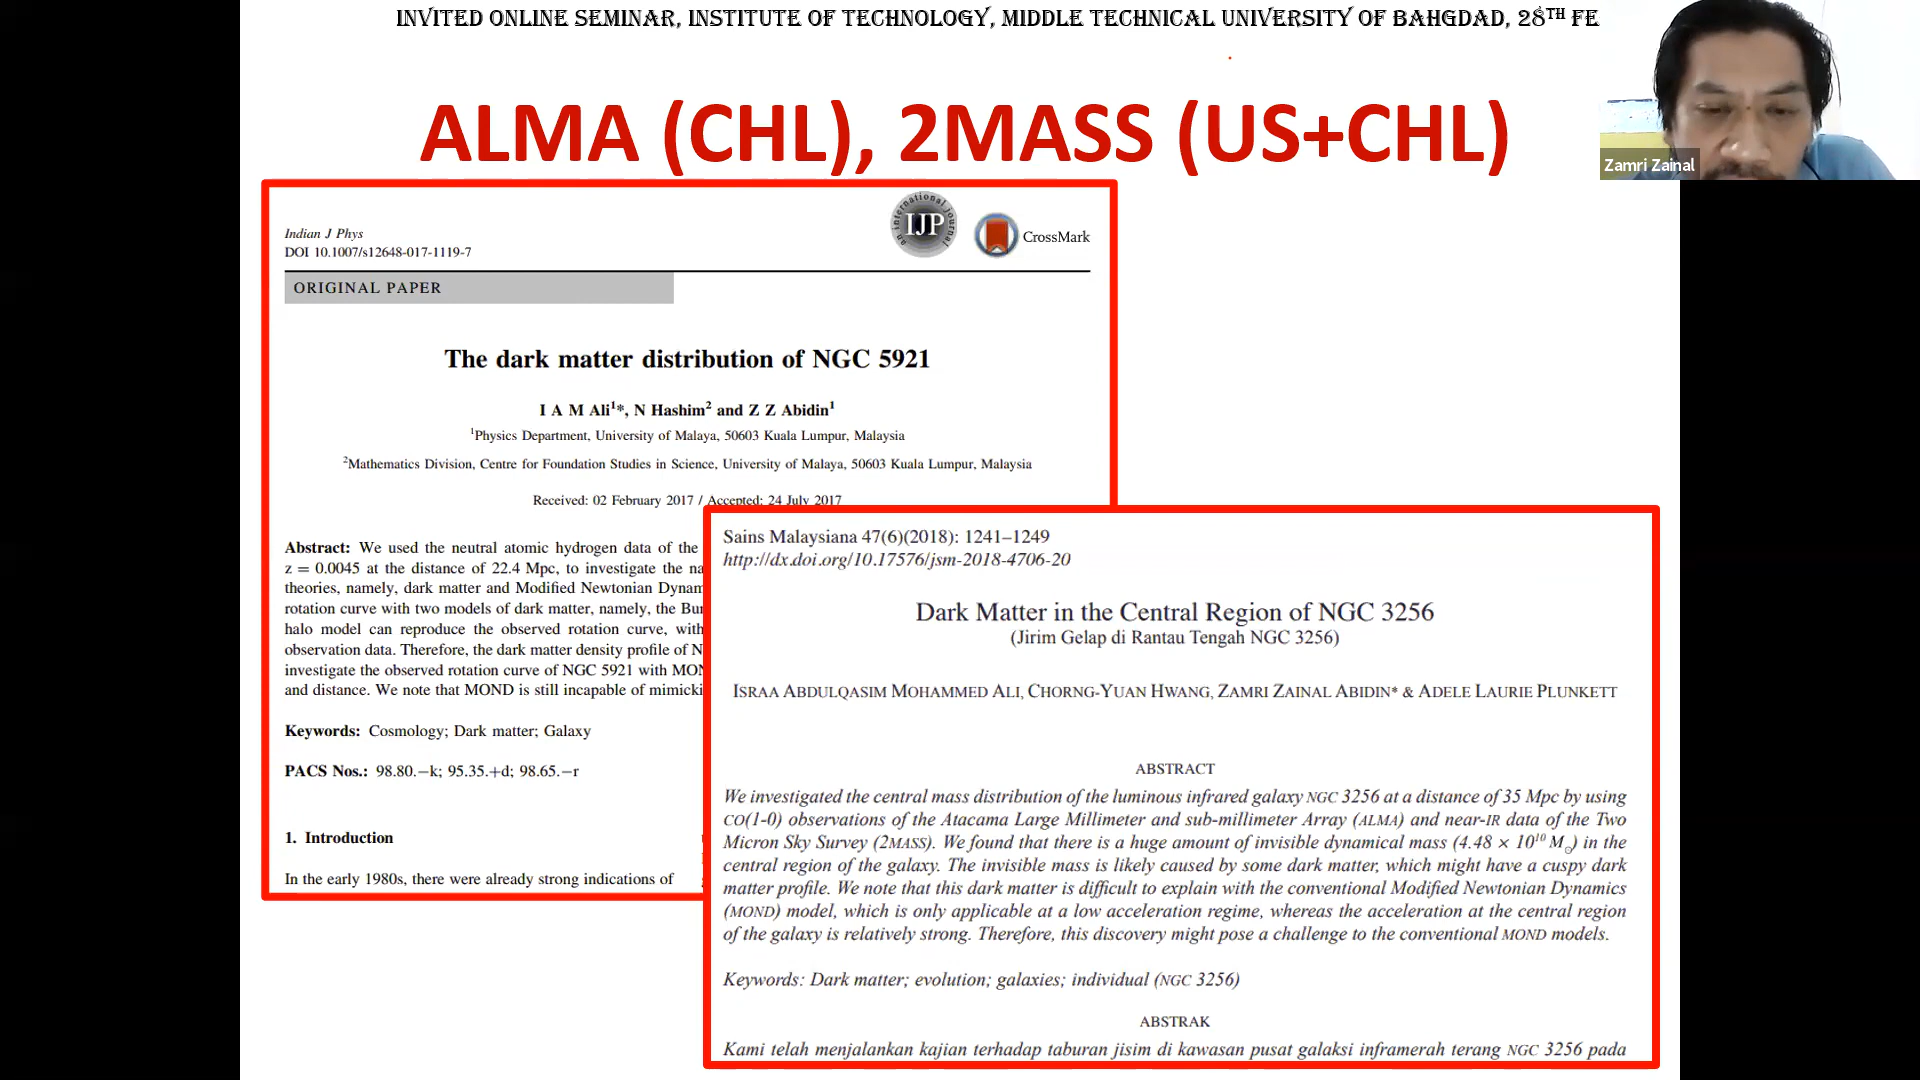 INVITED ONLINE SEMINAR, INSTITUTE OF TECHNOLOGY, MIDDLE TECHNICAL UNIVERSITY OF BAHGDAD, 28TH FE
ALMA (CHL), 2MASS (US+CHL)
Zamri Zainal
an international journal
IJP
CrossMark
Indian J Phys
DOI 10.1007/s12648-017-1119-7
ORIGINAL PAPER
The dark matter distribution of NGC 5921
I A M Ali1*, N Hashim2 and Z Z Abidin1
1Physics Department, University of Malaya, 50603 Kuala Lumpur, Malaysia
2Mathematics Division, Centre for Foundation Studies in Science, University of Malaya, 50603 Kuala Lumpur, Malaysia
Received: 02 February 2017 / Accepted: 24 July 2017
Abstract: We used the neutral atomic hydrogen data of the
z = 0.0045 at the distance of 22.4 Mpc, to investigate the na
theories, namely, dark matter and Modified Newtonian Dynam
rotation curve with two models of dark matter, namely, the Bur
halo model can reproduce the observed rotation curve, with
observation data. Therefore, the dark matter density profile of N
investigate the observed rotation curve of NGC 5921 with MON
and distance. We note that MOND is still incapable of mimicki
Keywords: Cosmology; Dark matter; Galaxy
PACS Nos.: 98.80.−k; 95.35.+d; 98.65.−r
1. Introduction
In the early 1980s, there were already strong indications of
Sains Malaysiana 47(6)(2018): 1241–1249
http://dx.doi.org/10.17576/jsm-2018-4706-20
Dark Matter in the Central Region of NGC 3256
(Jirim Gelap di Rantau Tengah NGC 3256)
ISRAA ABDULQASIM MOHAMMED ALI, CHORNG-YUAN HWANG, ZAMRI ZAINAL ABIDIN* & ADELE LAURIE PLUNKETT
ABSTRACT
We investigated the central mass distribution of the luminous infrared galaxy NGC 3256 at a distance of 35 Mpc by using
CO(1-0) observations of the Atacama Large Millimeter and sub-millimeter Array (ALMA) and near-IR data of the Two
Micron Sky Survey (2MASS). We found that there is a huge amount of invisible dynamical mass (4.48 × 10¹⁰ M☉) in the
central region of the galaxy. The invisible mass is likely caused by some dark matter, which might have a cuspy dark
matter profile. We note that this dark matter is difficult to explain with the conventional Modified Newtonian Dynamics
(MOND) model, which is only applicable at a low acceleration regime, whereas the acceleration at the central region
of the galaxy is relatively strong. Therefore, this discovery might pose a challenge to the conventional MOND models.
Keywords: Dark matter; evolution; galaxies; individual (NGC 3256)
ABSTRAK
Kami telah menjalankan kajian terhadap taburan jisim di kawasan pusat galaksi inframerah terang NGC 3256 pada